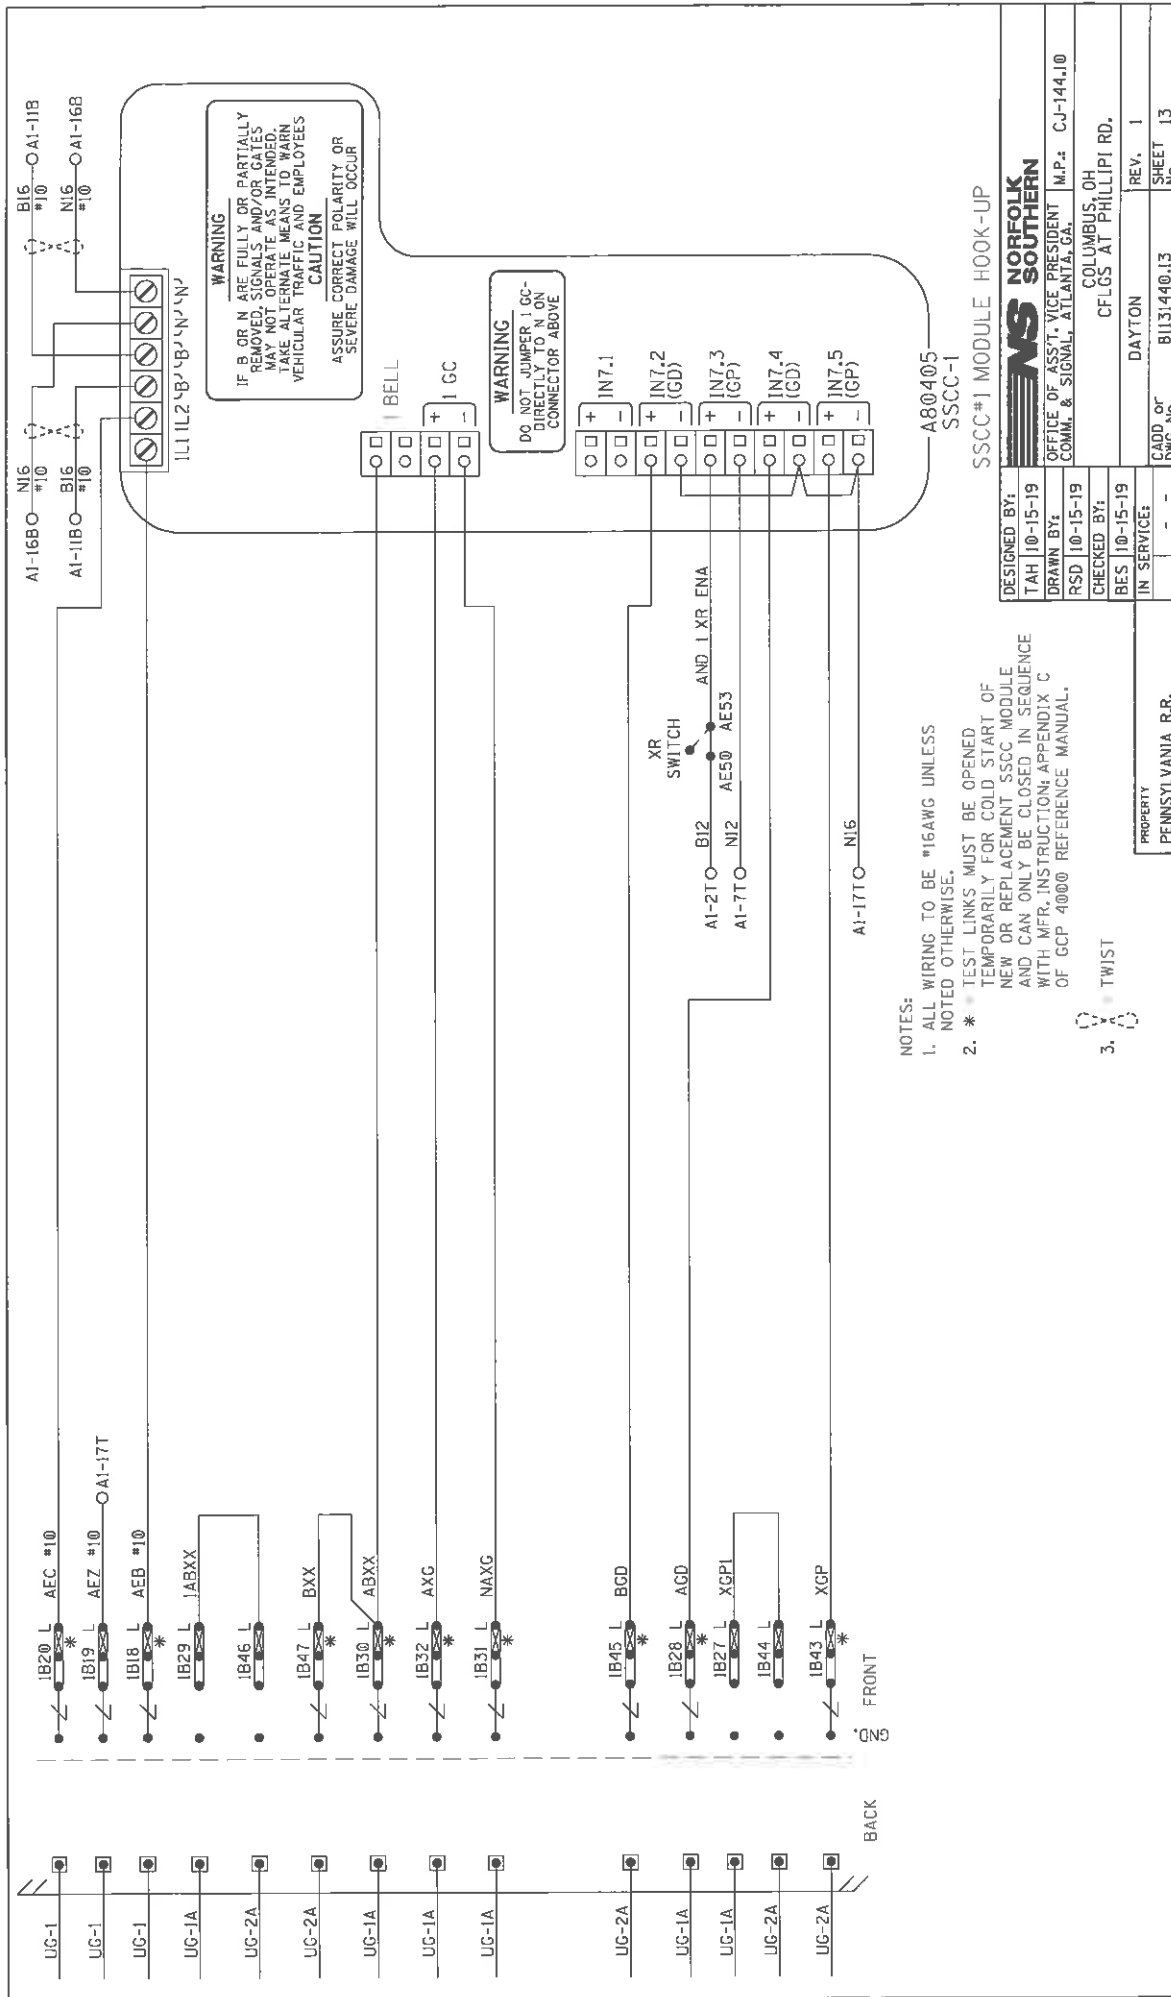 UG-1
UG-1
UG-1
UG-1A
UG-2A
UG-2A
UG-1A
UG-1A
UG-1A
UG-2A
UG-1A
UG-1A
UG-2A
UG-2A
BACK
GND.
FRONT
1B20 L
*
AEC #10
1B19 L
AEZ #10
A1-17T
1B18 L
*
AEB #10
1B29 L
1ABXX
1B46 L
1B47 L
*
BXX
1B30 L
*
ABXX
1B32 L
*
AXG
1B31 L
*
NAXG
1B45 L
*
BGD
1B28 L
*
AGD
1B27 L
XGP1
1B44 L
1B43 L
*
XGP
A1-16B
N16
#10
A1-11B
B16
#10
B16
#10
A1-11B
N16
#10
A1-16B
1L1 1L2 B B N N
WARNING
IF B OR N ARE FULLY OR PARTIALLY
REMOVED, SIGNALS AND/OR GATES
MAY NOT OPERATE AS INTENDED.
TAKE ALTERNATE MEANS TO WARN
VEHICULAR TRAFFIC AND EMPLOYEES
CAUTION
ASSURE CORRECT POLARITY OR
SEVERE DAMAGE WILL OCCUR
1 BELL
+
-
1 GC
WARNING
DO NOT JUMPER 1 GC-
DIRECTLY TO N ON
CONNECTOR ABOVE
+
-
IN7.1
+
-
IN7.2
(GD)
+
-
IN7.3
(GP)
+
-
IN7.4
(GD)
+
-
IN7.5
(GP)
XR
SWITCH
A1-2T
B12
AE50
AE53
AND 1 XR ENA
A1-7T
N12
A1-17T
N16
A80405
SSCC-1
SSCC#1 MODULE HOOK-UP
NOTES:
1. ALL WIRING TO BE #16AWG UNLESS
NOTED OTHERWISE.
2. * = TEST LINKS MUST BE OPENED
TEMPORARILY FOR COLD START OF
NEW OR REPLACEMENT SSCC MODULE
AND CAN ONLY BE CLOSED IN SEQUENCE
WITH MFR. INSTRUCTION: APPENDIX C
OF GCP 4000 REFERENCE MANUAL.
3.
= TWIST
PROPERTY
PENNSYLVANIA R.R.
DESIGNED BY:
TAH 10-15-19
DRAWN BY:
RSD 10-15-19
CHECKED BY:
BES 10-15-19
IN SERVICE:
- -
NS NORFOLK
SOUTHERN
OFFICE OF ASS'T. VICE PRESIDENT
COMM. & SIGNAL, ATLANTA, GA.
M.P.: CJ-144.10
COLUMBUS, OH
CFLGS AT PHILLIPI RD.
DAYTON
REV. 1
CADD or
DWG No.
B1131440.13
SHEET
No.
13